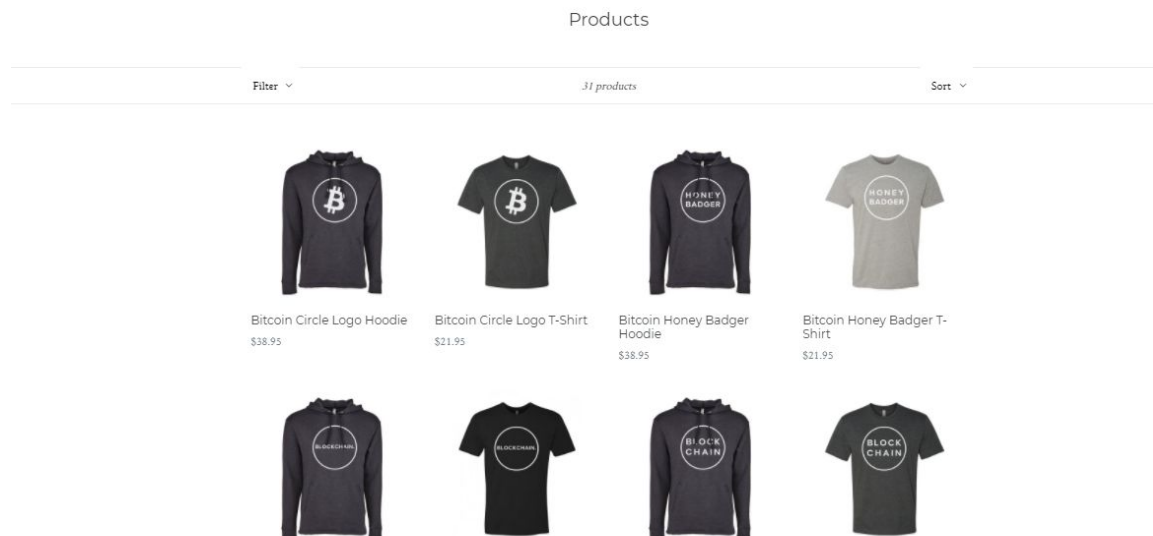 Products
Filter
31 products
Sort
HONEY
BADGER
HONEY
BADGER
Bitcoin Circle Logo Hoodie
Bitcoin Circle Logo T-Shirt
Bitcoin Honey Badger
Hoodie
Bitcoin Honey Badger T-
Shirt
$38.95
$21.95
$38.95
$21.95
BLOCKCHAIN.
BLOCKCHAIN.
BLOCK
CHAIN
BLOCK
CHAIN